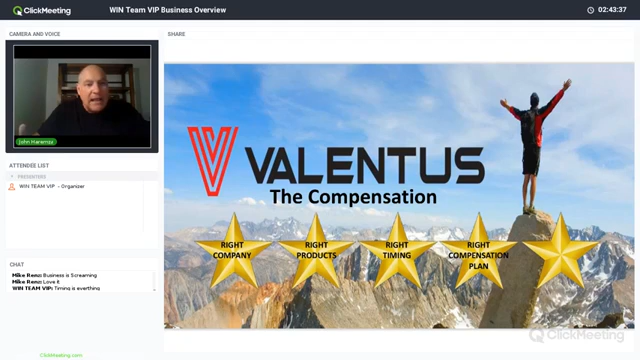 ClickMeeting
WIN Team VIP Business Overview
02:43:37
CAMERA AND VOICE
SHARE
John Haremza
VALENTUS
The Compensation
RIGHT COMPANY
RIGHT PRODUCTS
RIGHT TIMING
RIGHT COMPENSATION PLAN
ATTENDEE LIST
PRESENTERS
WIN TEAM VIP - Organizer
CHAT
Mike Renz: Business is Screaming
Mike Renz: Love it
WIN TEAM VIP: Timing is everthing
ClickMeeting.com
ClickMeeting